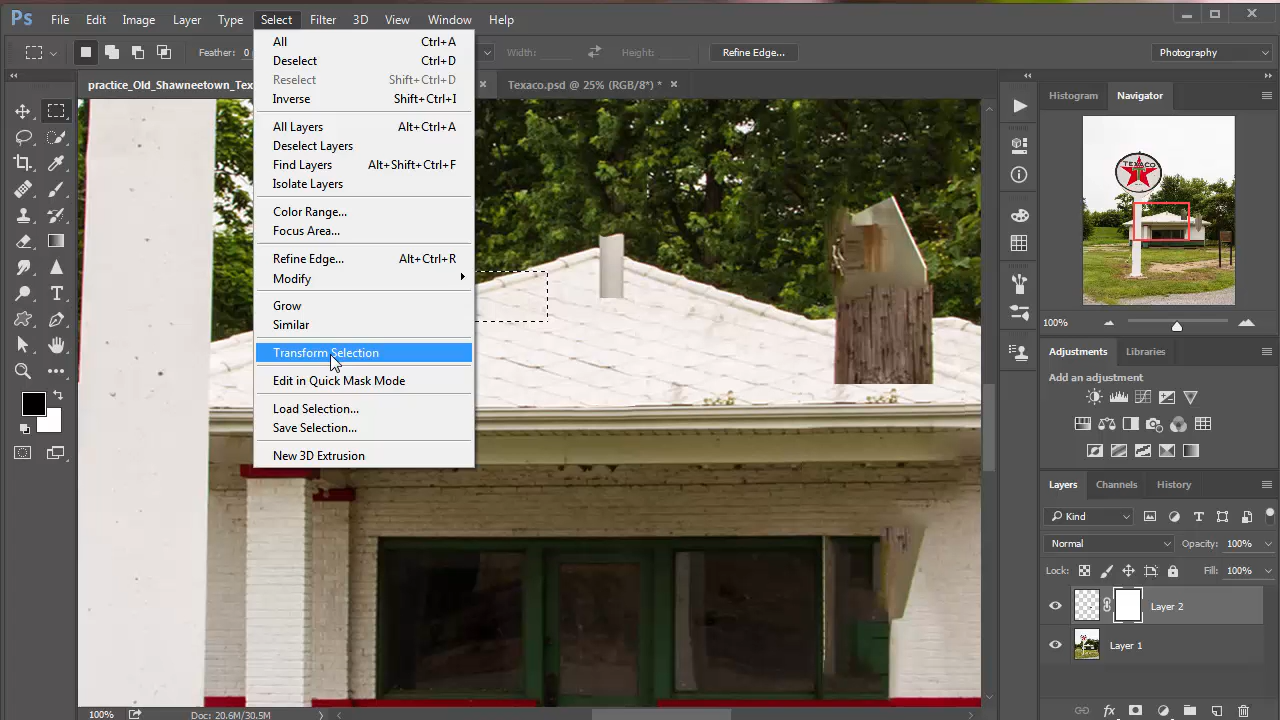 Ps File Edit Image Layer Type Select Filter 3D View Window Help
Feather: 0
Width:
Height:
Refine Edge...
Photography
practice_Old_Shawneetown_Tex
Texaco.psd @ 25% (RGB/8*) *
All Ctrl+A
Deselect Ctrl+D
Reselect Shift+Ctrl+D
Inverse Shift+Ctrl+I
All Layers Alt+Ctrl+A
Deselect Layers
Find Layers Alt+Shift+Ctrl+F
Isolate Layers
Color Range...
Focus Area...
Refine Edge... Alt+Ctrl+R
Modify
Grow
Similar
Transform Selection
Edit in Quick Mask Mode
Load Selection...
Save Selection...
New 3D Extrusion
Histogram Navigator
TEXACO
100%
Adjustments Libraries
Add an adjustment
Layers Channels History
Kind
Normal Opacity: 100%
Lock: Fill: 100%
Layer 2
Layer 1
100% Doc: 20.6M/30.5M